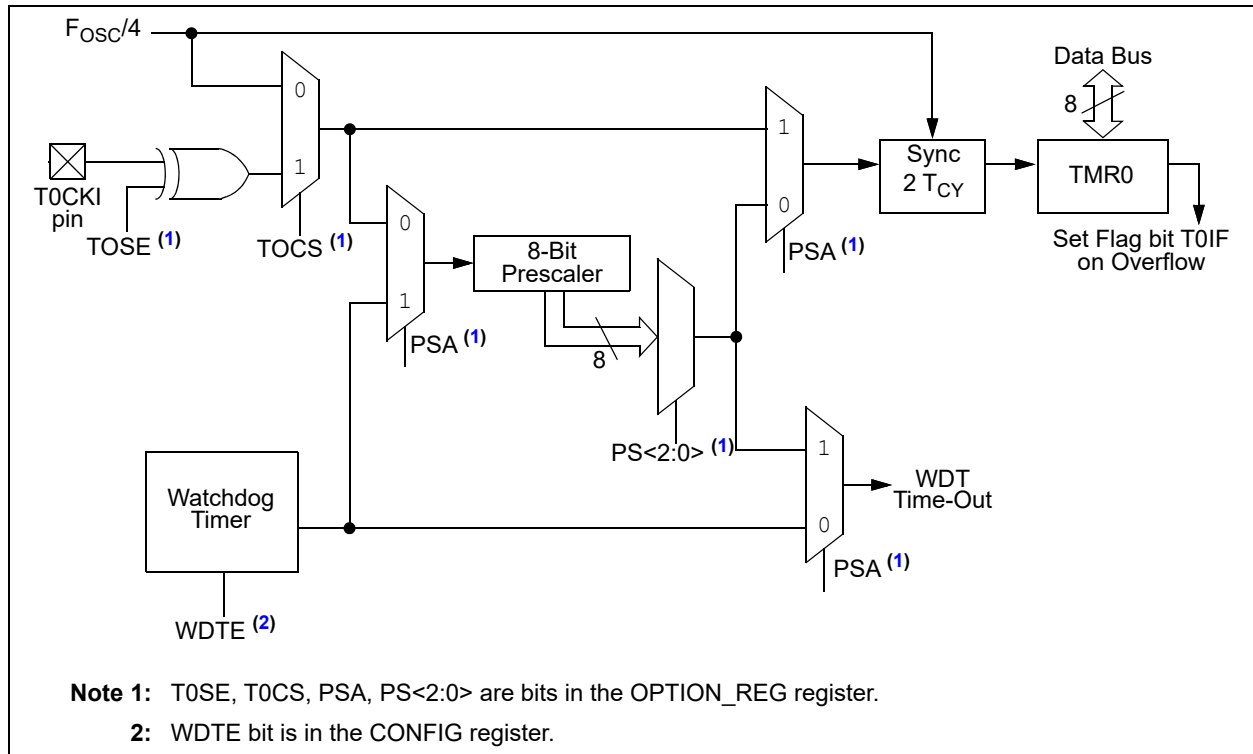 FOSC/4
Data Bus
8
0
1
T0CKI
pin
TOSE (1)
TOCS (1)
0
1
PSA (1)
8-Bit
Prescaler
8
PS<2:0> (1)
1
0
PSA (1)
Sync
2 TCY
TMR0
Set Flag bit T0IF
on Overflow
Watchdog
Timer
WDTE (2)
1
0
PSA (1)
WDT
Time-Out
Note 1: T0SE, T0CS, PSA, PS<2:0> are bits in the OPTION_REG register.
2: WDTE bit is in the CONFIG register.